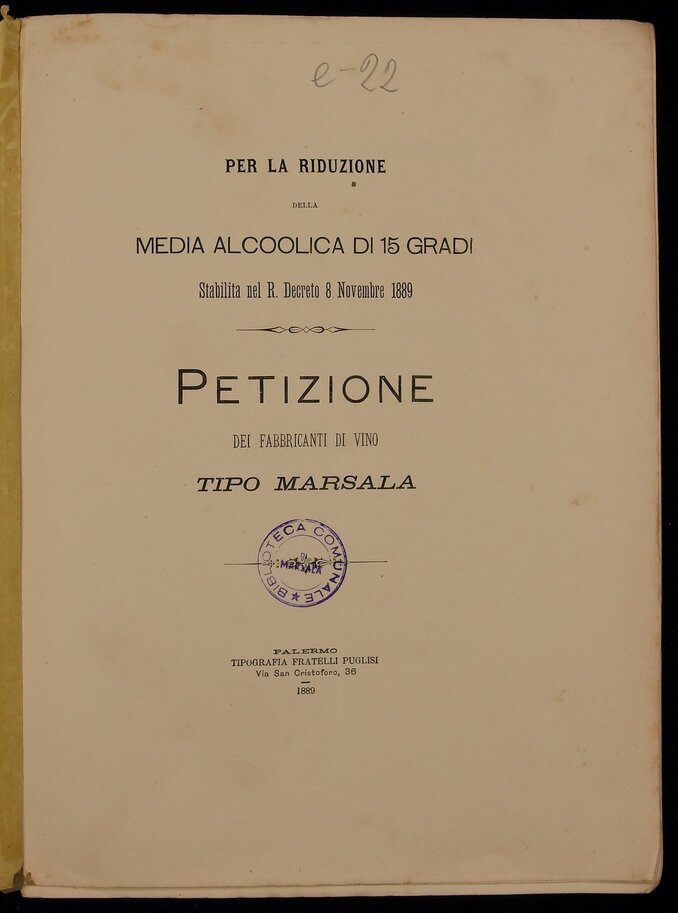 e-22
PER LA RIDUZIONE
DELLA
MEDIA ALCOOLICA DI 15 GRADI
Stabilita nel R. Decreto 8 Novembre 1889
PETIZIONE
DEI FABBRICANTI DI VINO
TIPO MARSALA
BIBLIOTECA COMUNALE
DI
MARSALA
PALERMO
TIPOGRAFIA FRATELLI PUGLISI
Via San Cristoforo, 36
1889